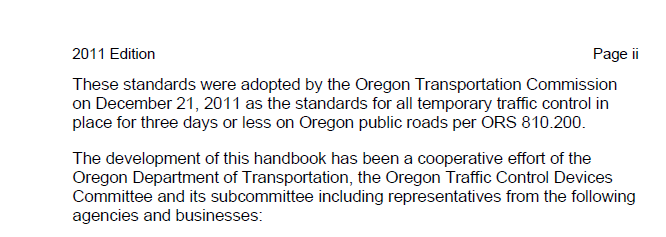 2011 Edition Page ii
These standards were adopted by the Oregon Transportation Commission
on December 21, 2011 as the standards for all temporary traffic control in
place for three days or less on Oregon public roads per ORS 810.200.
The development of this handbook has been a cooperative effort of the
Oregon Department of Transportation, the Oregon Traffic Control Devices
Committee and its subcommittee including representatives from the following
agencies and businesses: